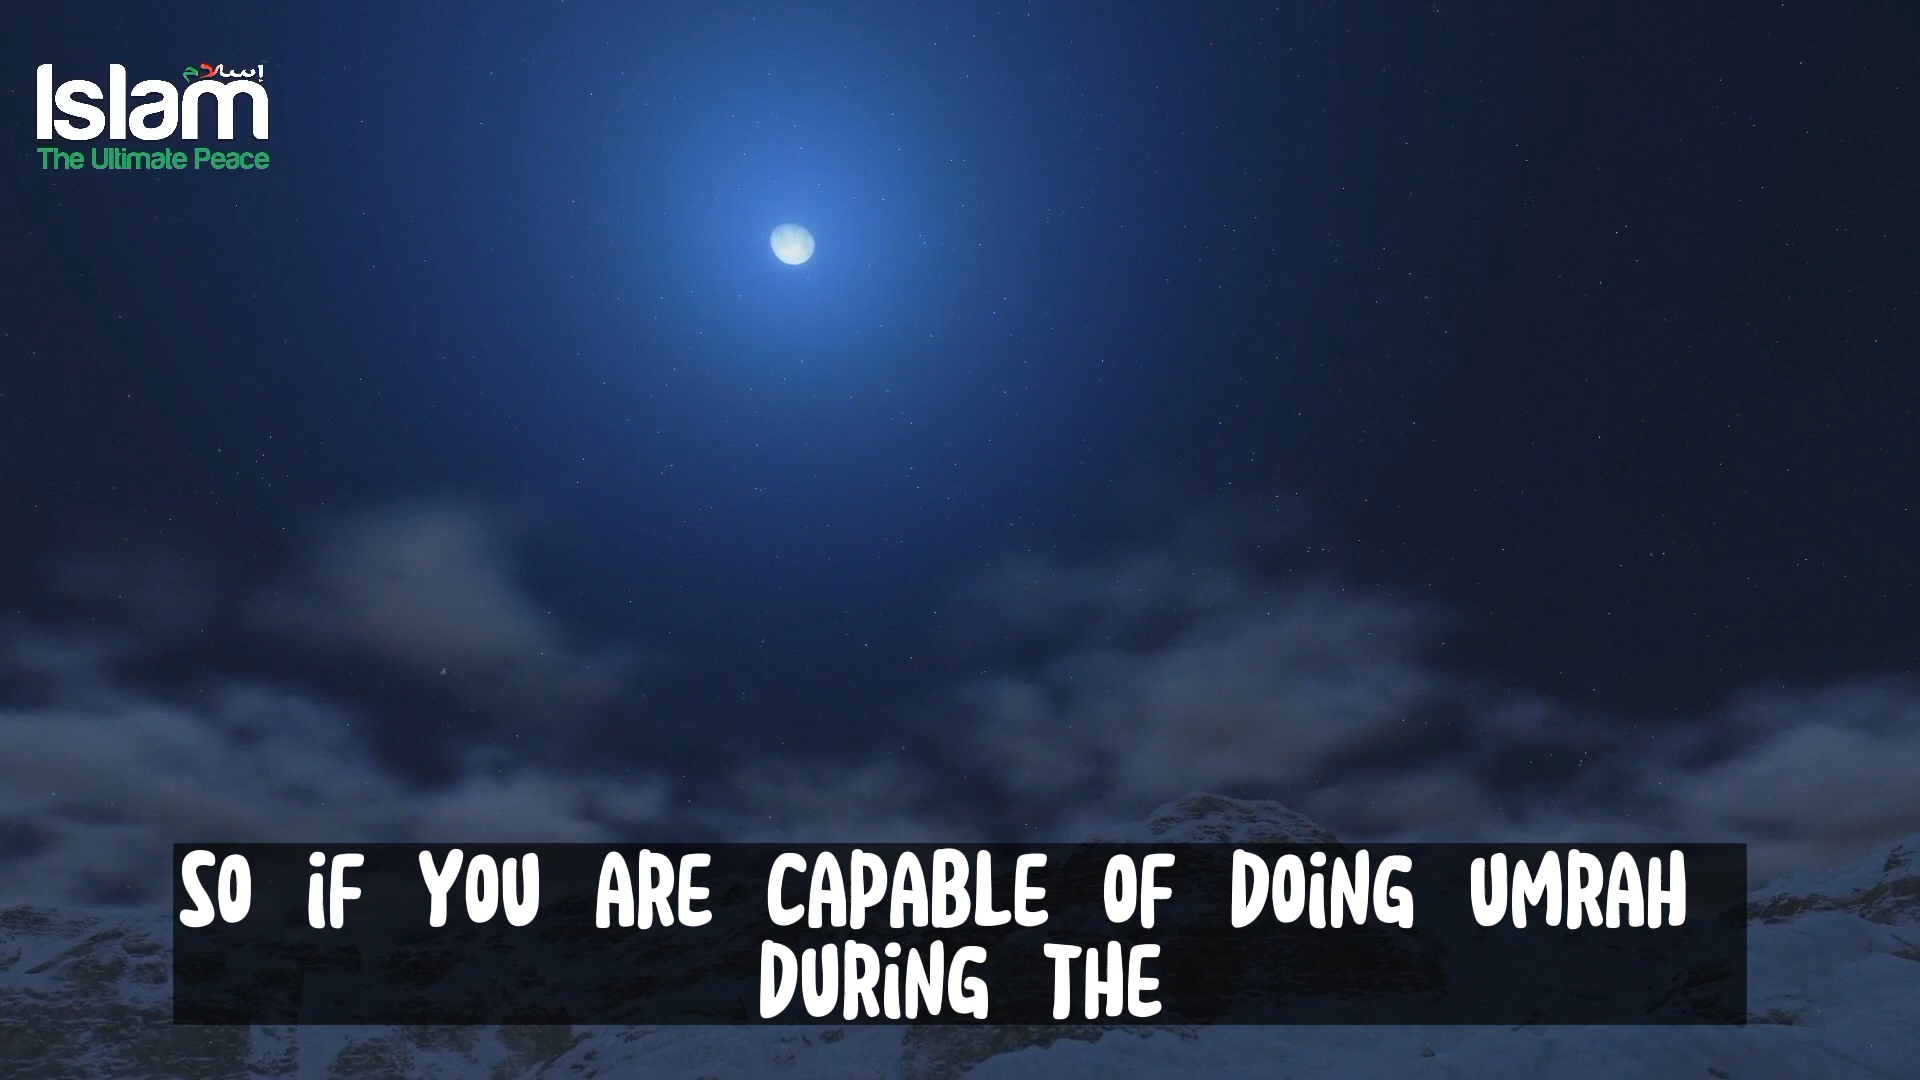 إسلام
Islam
The Ultimate Peace
SO iF YOU ARE CAPABLE OF DOiNG UMRAH
DURiNG THE